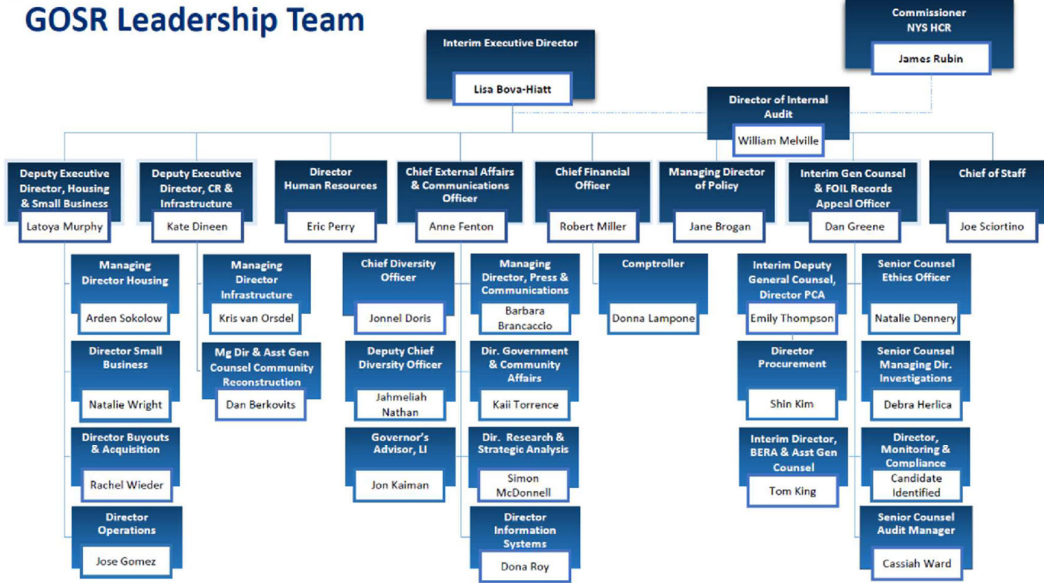 GOSR Leadership Team
Commissioner
NYS HCR
James Rubin
Interim Executive Director
Lisa Bova-Hiatt
Director of Internal
Audit
William Melville
Deputy Executive
Director, Housing
& Small Business
Latoya Murphy
Deputy Executive
Director, CR &
Infrastructure
Kate Dineen
Director
Human Resources
Eric Perry
Chief External Affairs
& Communications
Officer
Anne Fenton
Chief Financial
Officer
Robert Miller
Managing Director
of Policy
Jane Brogan
Interim Gen Counsel
& FOIL Records
Appeal Officer
Dan Greene
Chief of Staff
Joe Sciortino
Managing
Director Housing
Arden Sokolow
Managing
Director
Infrastructure
Kris van Orsdel
Chief Diversity
Officer
Jonnel Doris
Managing
Director, Press &
Communications
Barbara
Brancaccio
Comptroller
Donna Lampone
Interim Deputy
General Counsel,
Director PCA
Emily Thompson
Senior Counsel
Ethics Officer
Natalie Dennery
Director Small
Business
Natalie Wright
Mg Dir & Asst Gen
Counsel Community
Reconstruction
Dan Berkovits
Deputy Chief
Diversity Officer
Jahmeliah
Nathan
Dir. Government
& Community
Affairs
Kaii Torrence
Director
Procurement
Shin Kim
Senior Counsel
Managing Dir.
Investigations
Debra Herlica
Director Buyouts
& Acquisition
Rachel Wieder
Governor's
Advisor, LI
Jon Kaiman
Dir. Research &
Strategic Analysis
Simon
McDonnell
Interim Director,
BERA & Asst Gen
Counsel
Tom King
Director,
Monitoring &
Compliance
Candidate
Identified
Director
Operations
Jose Gomez
Director
Information
Systems
Dona Roy
Senior Counsel
Audit Manager
Cassiah Ward